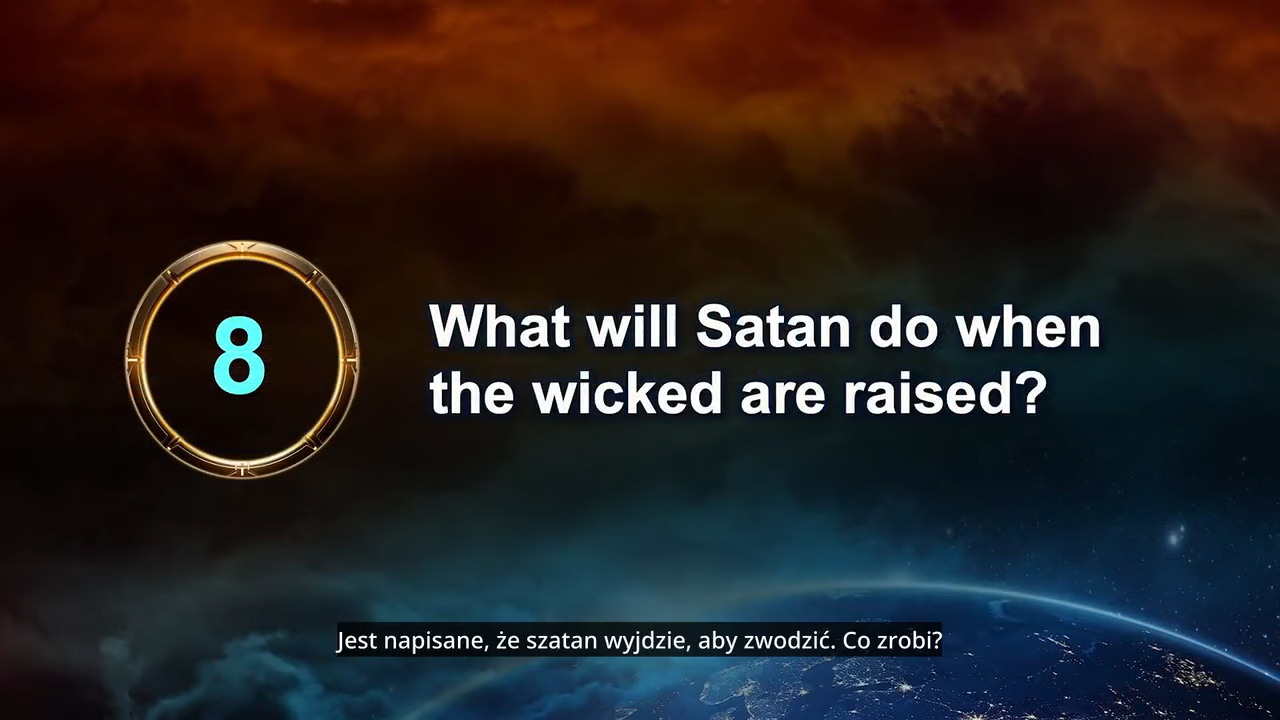 8
What will Satan do when
the wicked are raised?
Jest napisane, że szatan wyjdzie, aby zwodzić. Co zrobi?